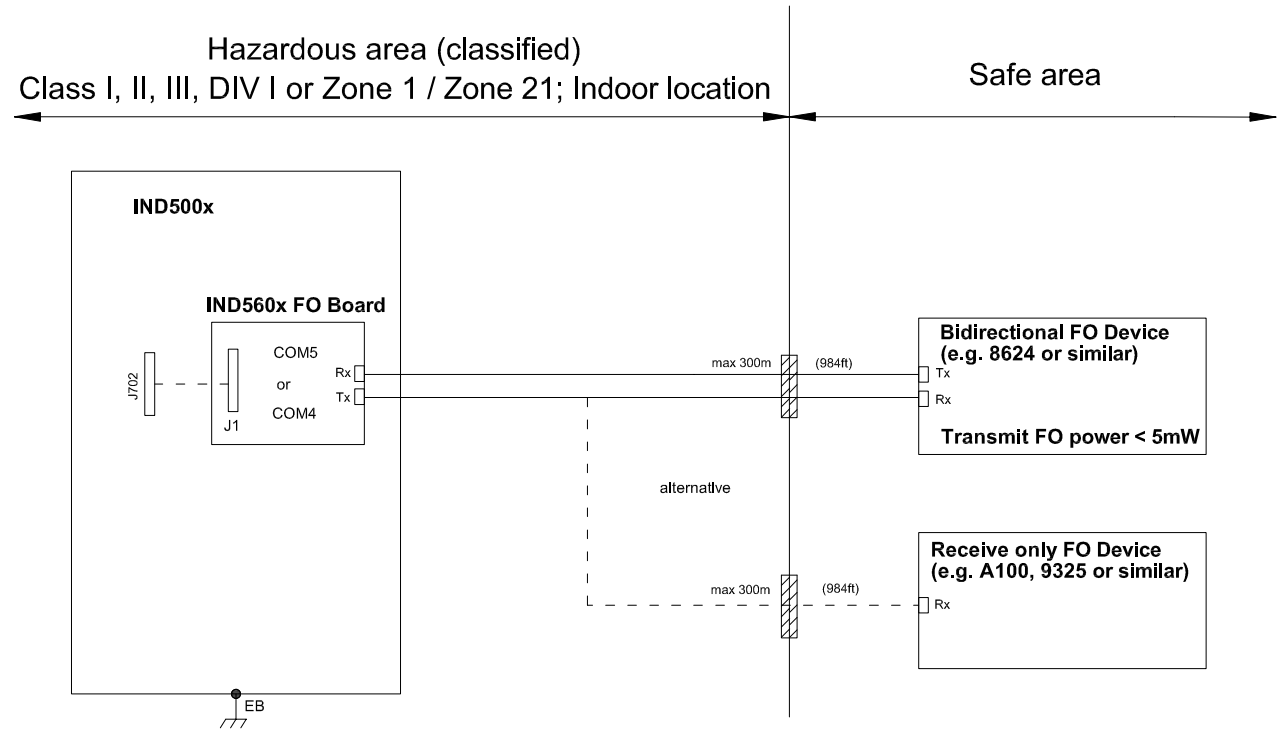 Hazardous area (classified)
Class I, II, III, DIV I or Zone 1 / Zone 21; Indoor location
Safe area
IND500x
IND560x FO Board
J702
J1
COM5
or
COM4
Rx
Tx
max 300m
(984ft)
Bidirectional FO Device
(e.g. 8624 or similar)
Tx
Rx
Transmit FO power < 5mW
alternative
max 300m
(984ft)
Receive only FO Device
(e.g. A100, 9325 or similar)
Rx
EB